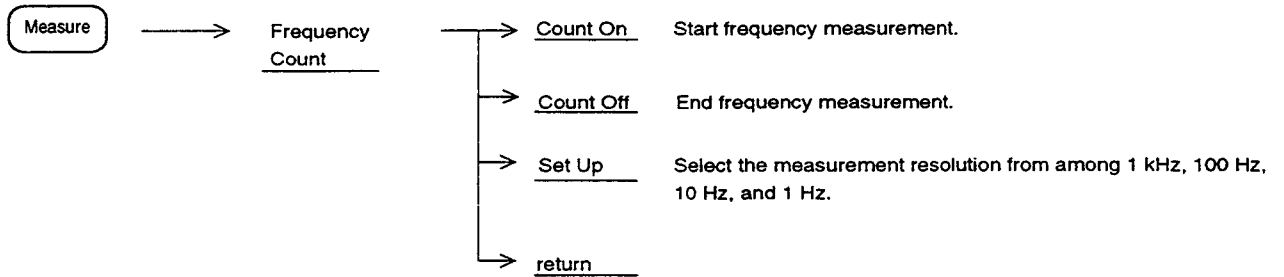 Measure
Frequency
Count
Count On Start frequency measurement.
Count Off End frequency measurement.
Set Up Select the measurement resolution from among 1 kHz, 100 Hz,
10 Hz, and 1 Hz.
return